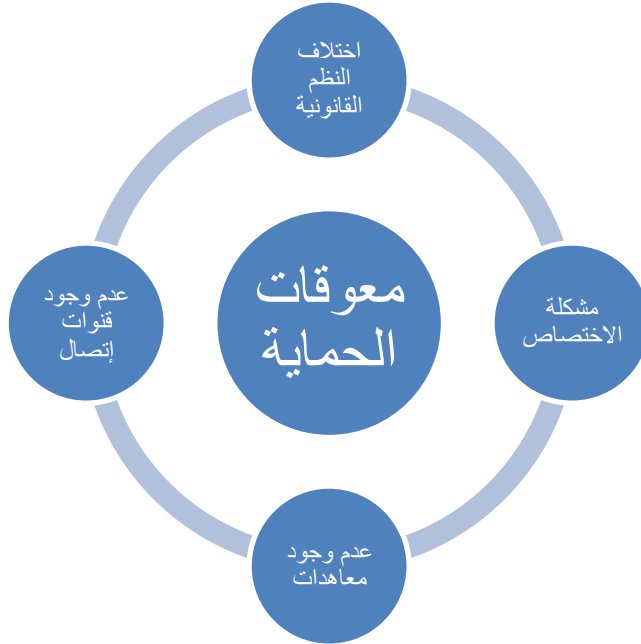 اختلاف
النظم
القانونية
معوقات
الحماية
مشكلة
الاختصاص
عدم وجود
معاهدات
عدم وجود
قنوات
إتصال